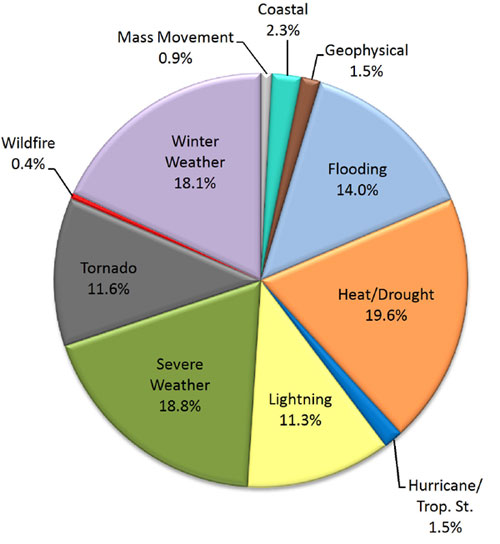 Coastal
2.3%
Mass Movement
0.9%
Geophysical
1.5%
Winter
Weather
18.1%
Flooding
14.0%
Wildfire
0.4%
Tornado
11.6%
Heat/Drought
19.6%
Severe
Weather
18.8%
Lightning
11.3%
Hurricane/
Trop. St.
1.5%